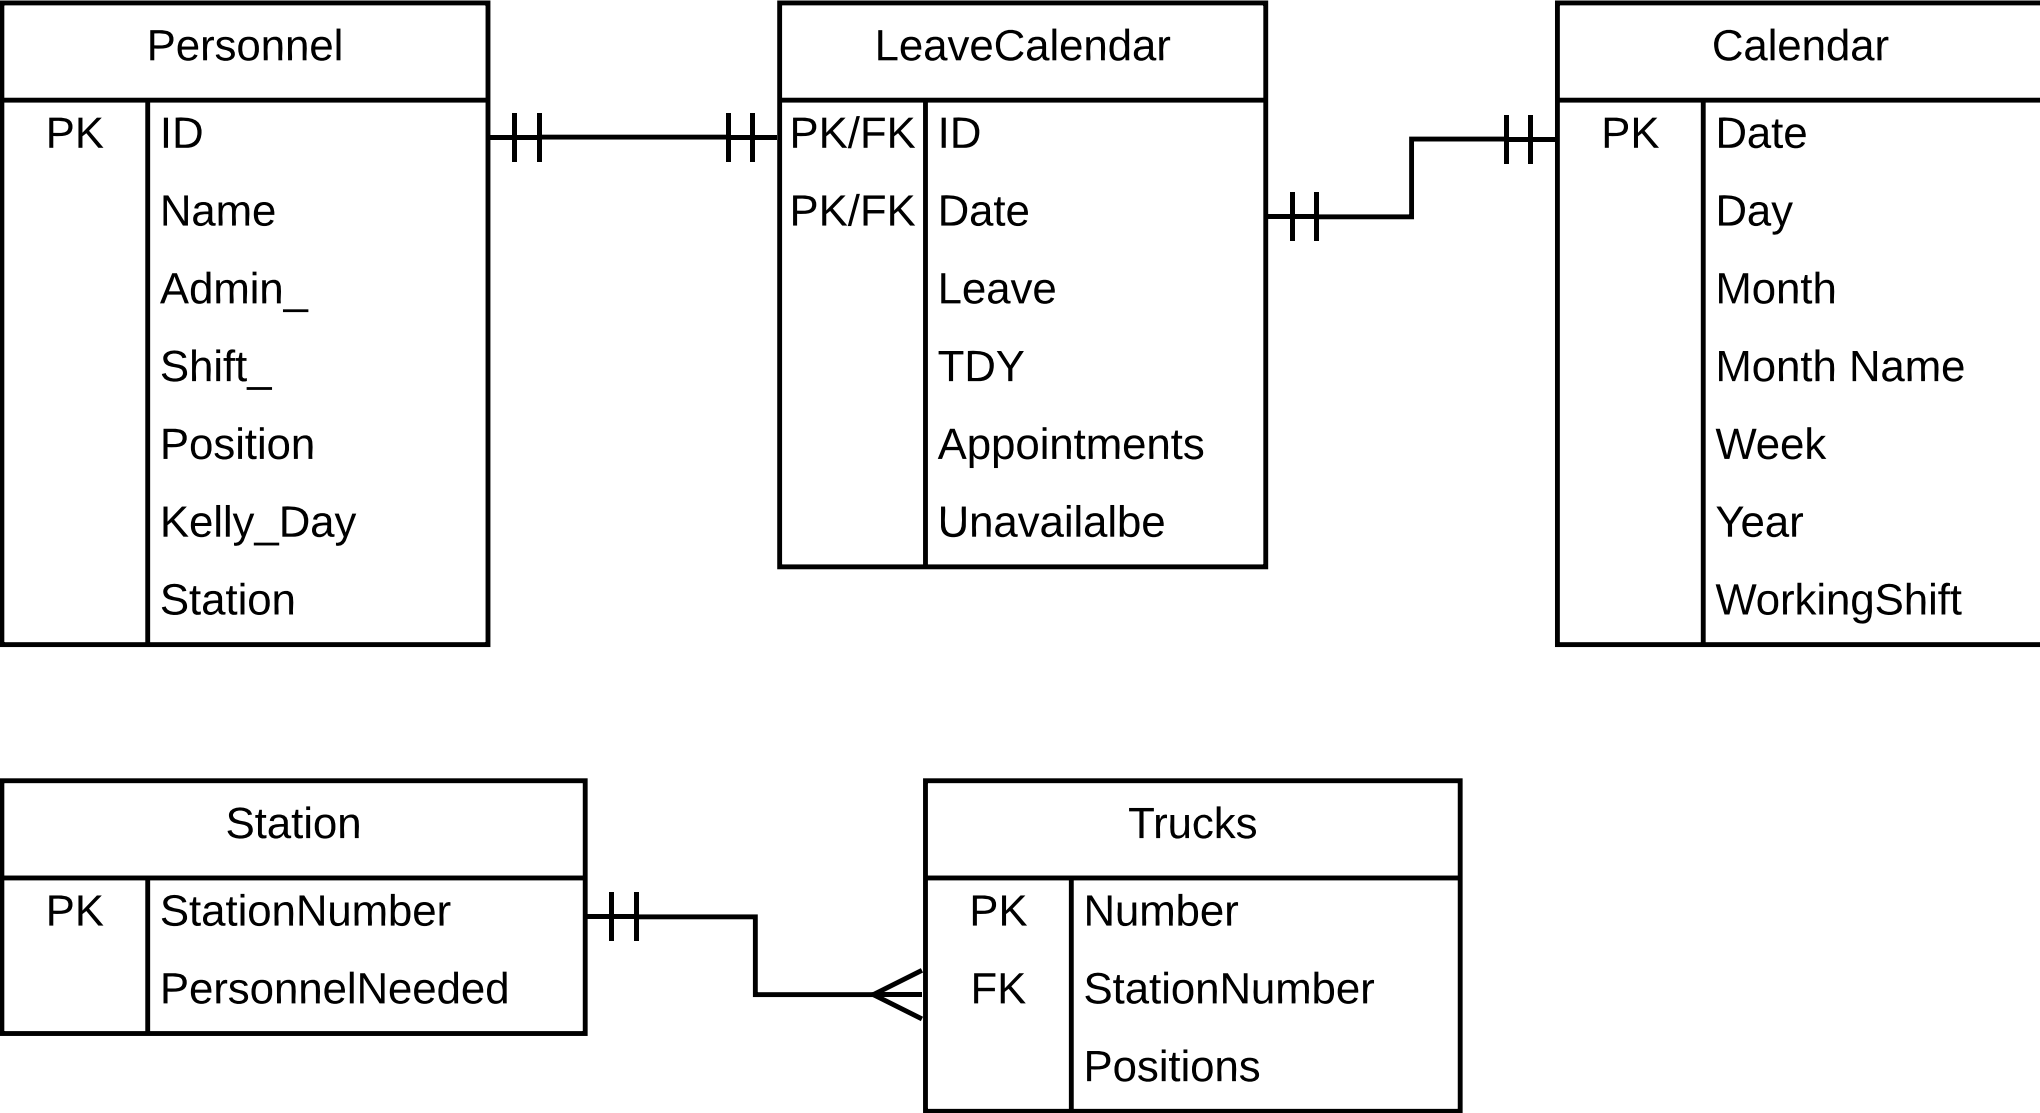 Personnel
PK ID
Name
Admin_
Shift_
Position
Kelly_Day
Station
LeaveCalendar
PK/FK ID
PK/FK Date
Leave
TDY
Appointments
Unavailalbe
Calendar
PK Date
Day
Month
Month Name
Week
Year
WorkingShift
Station
PK StationNumber
PersonnelNeeded
Trucks
PK Number
FK StationNumber
Positions